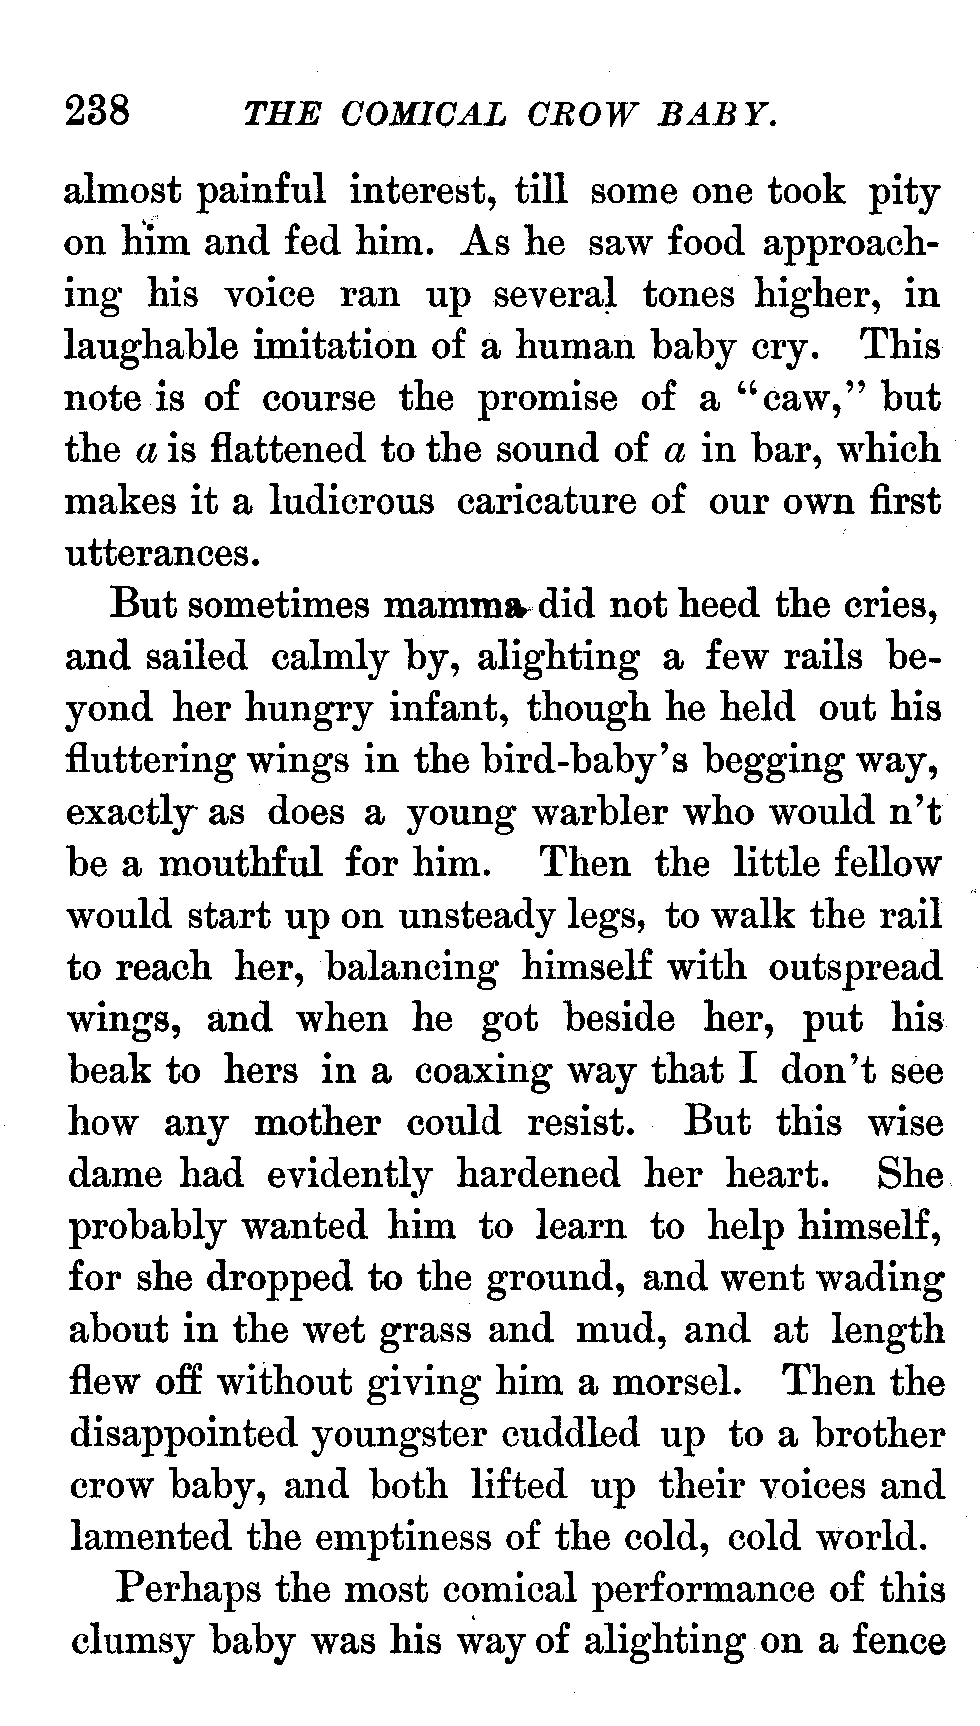 238 THE COMICAL CROW BABY.
almost painful interest, till some one took pity
on him and fed him. As he saw food approach-
ing his voice ran up several tones higher, in
laughable imitation of a human baby cry. This
note is of course the promise of a "caw," but
the a is flattened to the sound of a in bar, which
makes it a ludicrous caricature of our own first
utterances.
But sometimes mamma did not heed the cries,
and sailed calmly by, alighting a few rails be-
yond her hungry infant, though he held out his
fluttering wings in the bird-baby's begging way,
exactly as does a young warbler who would n't
be a mouthful for him. Then the little fellow
would start up on unsteady legs, to walk the rail
to reach her, balancing himself with outspread
wings, and when he got beside her, put his
beak to hers in a coaxing way that I don't see
how any mother could resist. But this wise
dame had evidently hardened her heart. She
probably wanted him to learn to help himself,
for she dropped to the ground, and went wading
about in the wet grass and mud, and at length
flew off without giving him a morsel. Then the
disappointed youngster cuddled up to a brother
crow baby, and both lifted up their voices and
lamented the emptiness of the cold, cold world.
Perhaps the most comical performance of this
clumsy baby was his way of alighting on a fence